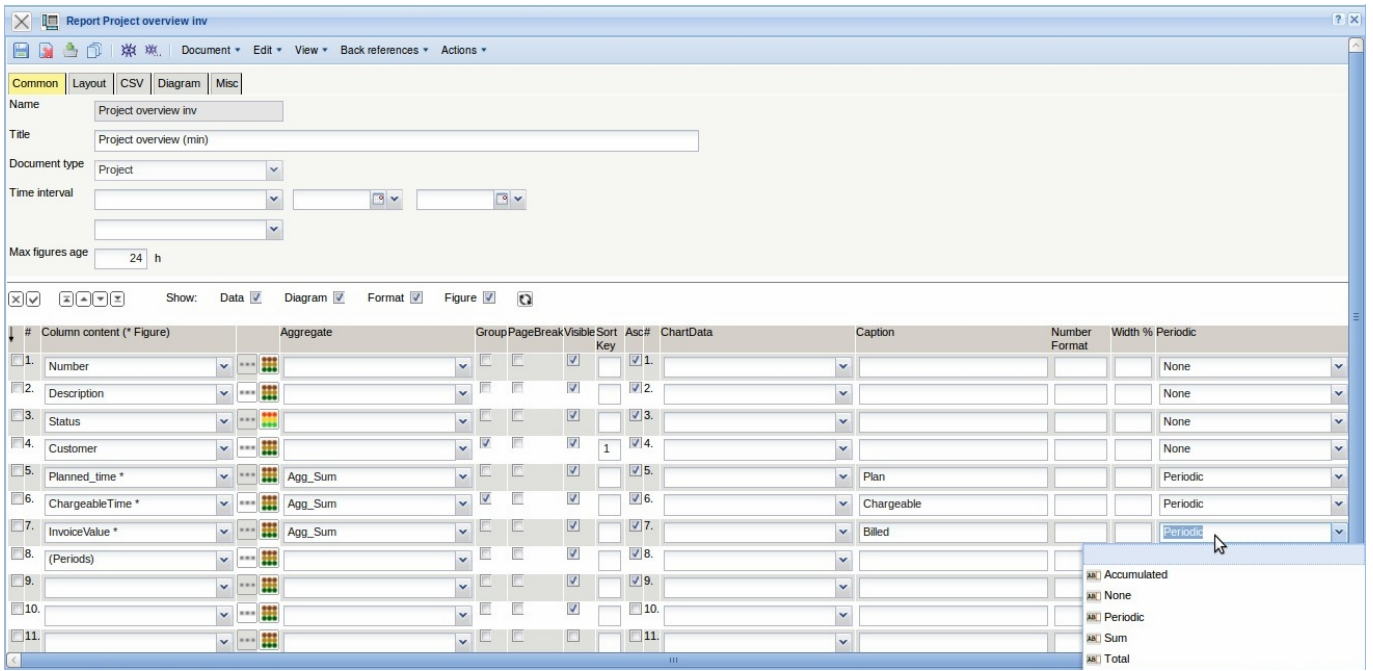 Report Project overview inv
Document Edit View Back references Actions
Common Layout CSV Diagram Misc
Name Project overview inv
Title Project overview (min)
Document type Project
Time interval
Max figures age 24 h
Show: Data Diagram Format Figure
# Column content (* Figure) Aggregate Group PageBreak Visible Sort Key Asc # ChartData Caption Number Format Width % Periodic
1. Number 1. None
2. Description 2. None
3. Status 3. None
4. Customer 1 4. None
5. Planned_time * Agg_Sum 5. Plan Periodic
6. ChargeableTime * Agg_Sum 6. Chargeable Periodic
7. InvoiceValue * Agg_Sum 7. Billed Periodic
8. (Periods) 8.
9. 9.
Accumulated
None
10. 10.
Periodic
11. 11.
Sum
Total